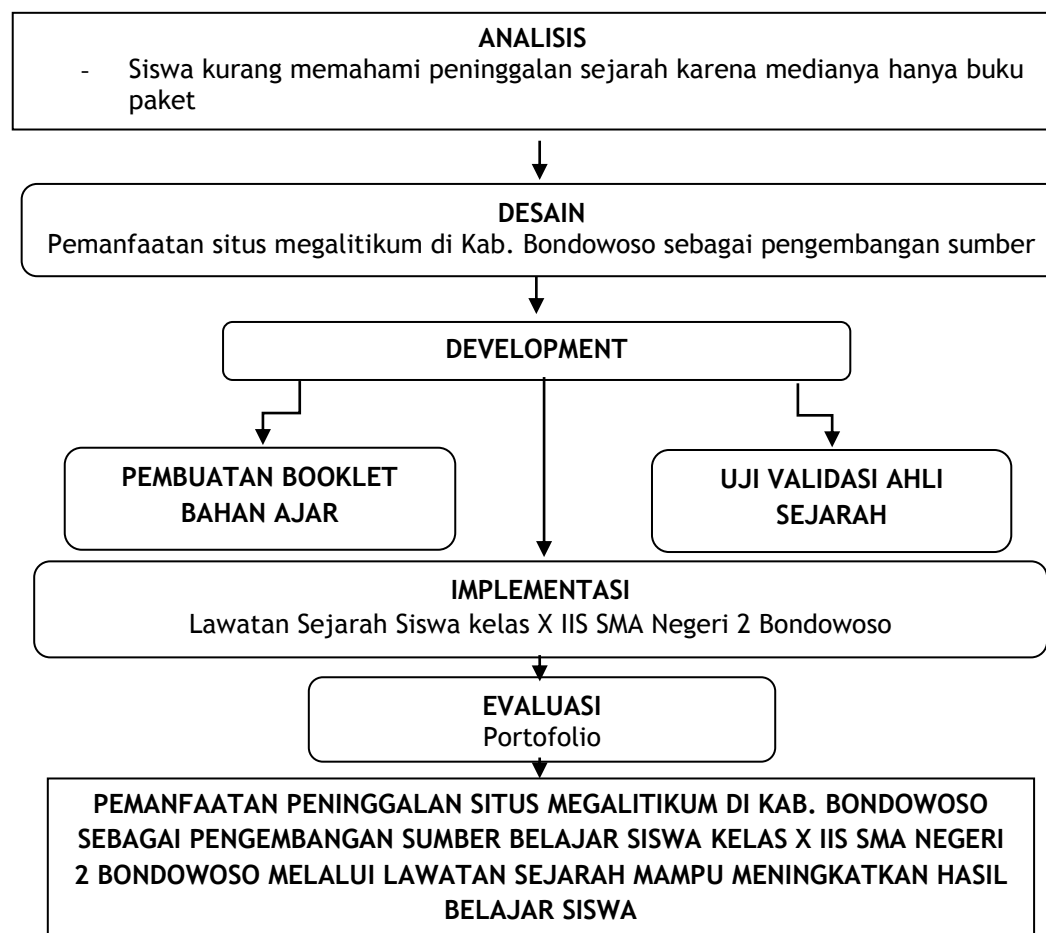 ANALISIS
- Siswa kurang memahami peninggalan sejarah karena medianya hanya buku
paket
DESAIN
Pemanfaatan situs megalitikum di Kab. Bondowoso sebagai pengembangan sumber
DEVELOPMENT
PEMBUATAN BOOKLET
BAHAN AJAR
UJI VALIDASI AHLI
SEJARAH
IMPLEMENTASI
Lawatan Sejarah Siswa kelas X IIS SMA Negeri 2 Bondowoso
EVALUASI
Portofolio
PEMANFAATAN PENINGGALAN SITUS MEGALITIKUM DI KAB. BONDOWOSO
SEBAGAI PENGEMBANGAN SUMBER BELAJAR SISWA KELAS X IIS SMA NEGERI
2 BONDOWOSO MELALUI LAWATAN SEJARAH MAMPU MENINGKATKAN HASIL
BELAJAR SISWA